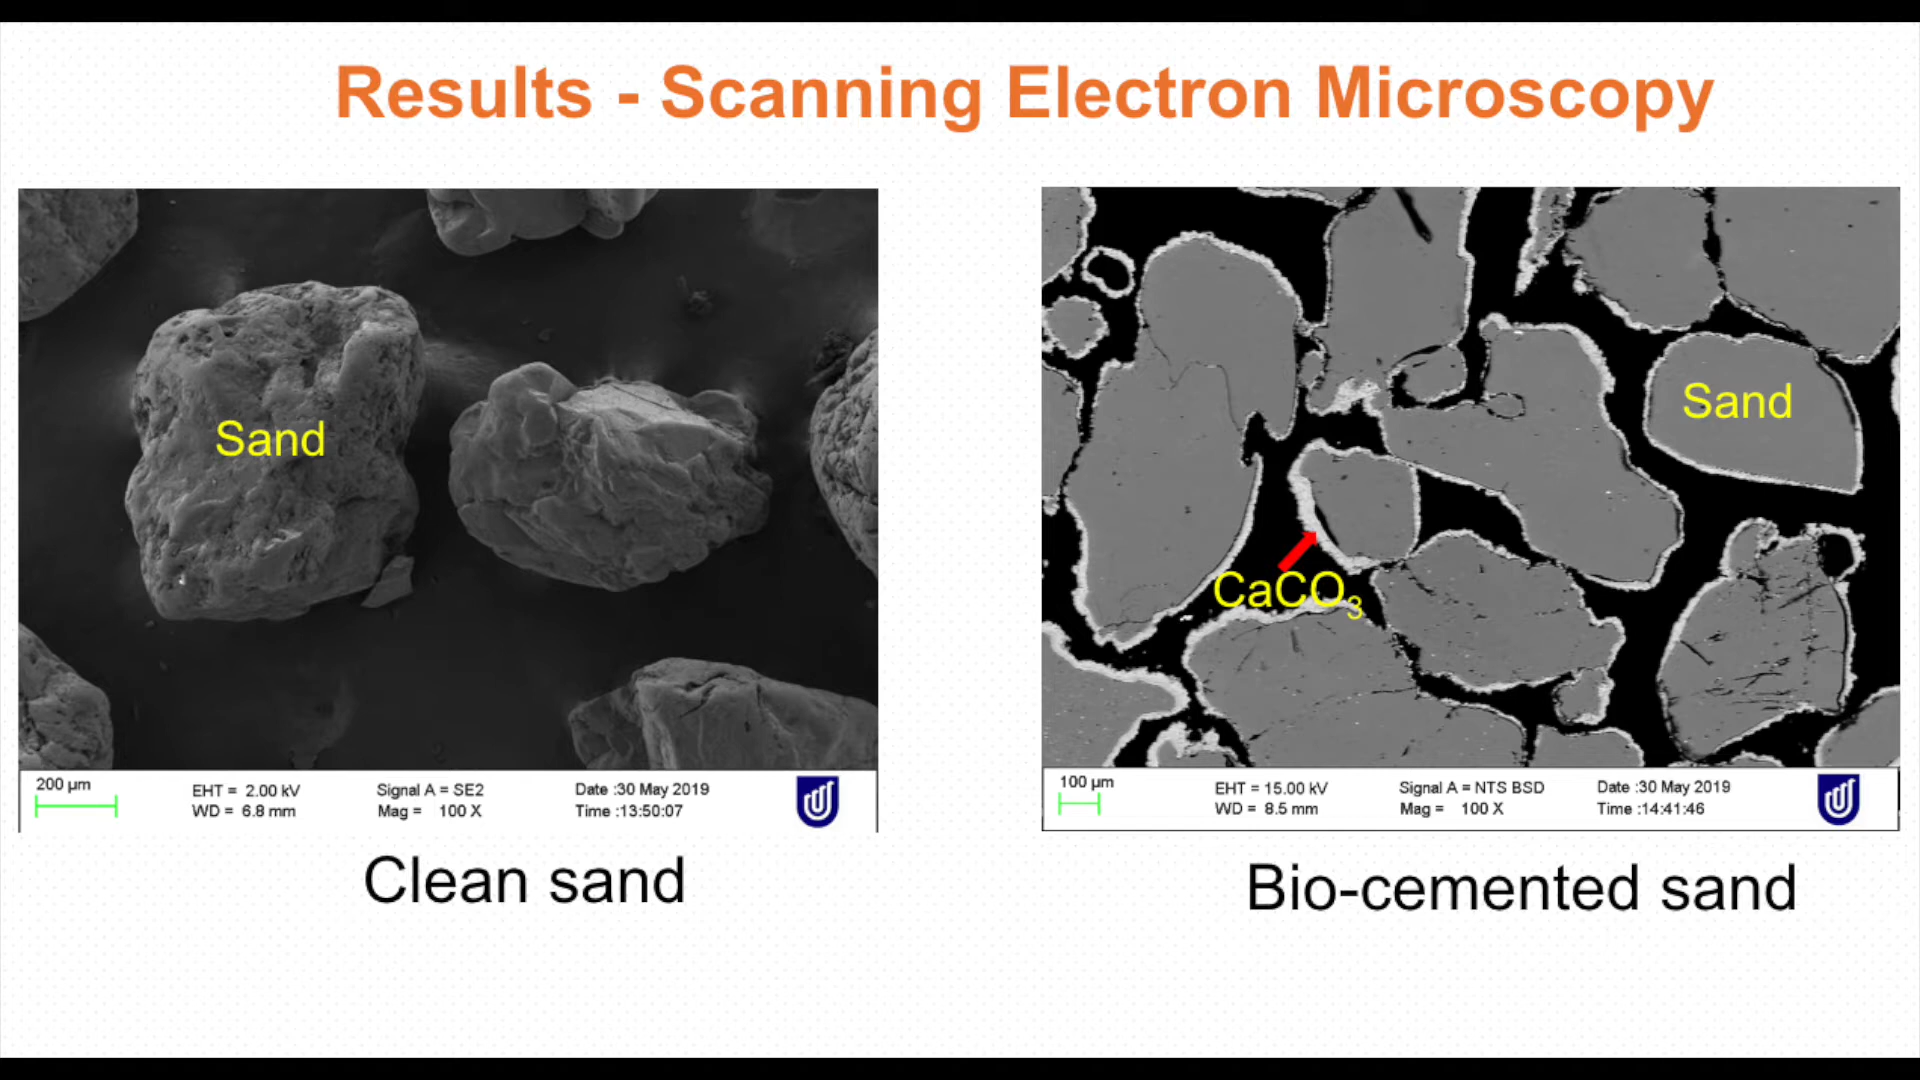 Results - Scanning Electron Microscopy
Sand
200 µm
EHT = 2.00 kV
WD = 6.8 mm
Signal A = SE2
Mag = 100 X
Date :30 May 2019
Time :13:50:07
Clean sand
Sand
CaCO₃
100 µm
EHT = 15.00 kV
WD = 8.5 mm
Signal A = NTS BSD
Mag = 100 X
Date :30 May 2019
Time :14:41:46
Bio-cemented sand